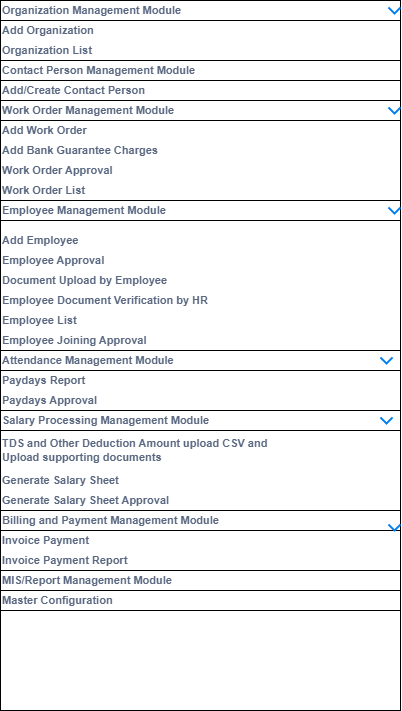 Organization Management Module
Add Organization
Organization List
Contact Person Management Module
Add/Create Contact Person
Work Order Management Module
Add Work Order
Add Bank Guarantee Charges
Work Order Approval
Work Order List
Employee Management Module
Add Employee
Employee Approval
Document Upload by Employee
Employee Document Verification by HR
Employee List
Employee Joining Approval
Attendance Management Module
Paydays Report
Paydays Approval
Salary Processing Management Module
TDS and Other Deduction Amount upload CSV and
Upload supporting documents
Generate Salary Sheet
Generate Salary Sheet Approval
Billing and Payment Management Module
Invoice Payment
Invoice Payment Report
MIS/Report Management Module
Master Configuration